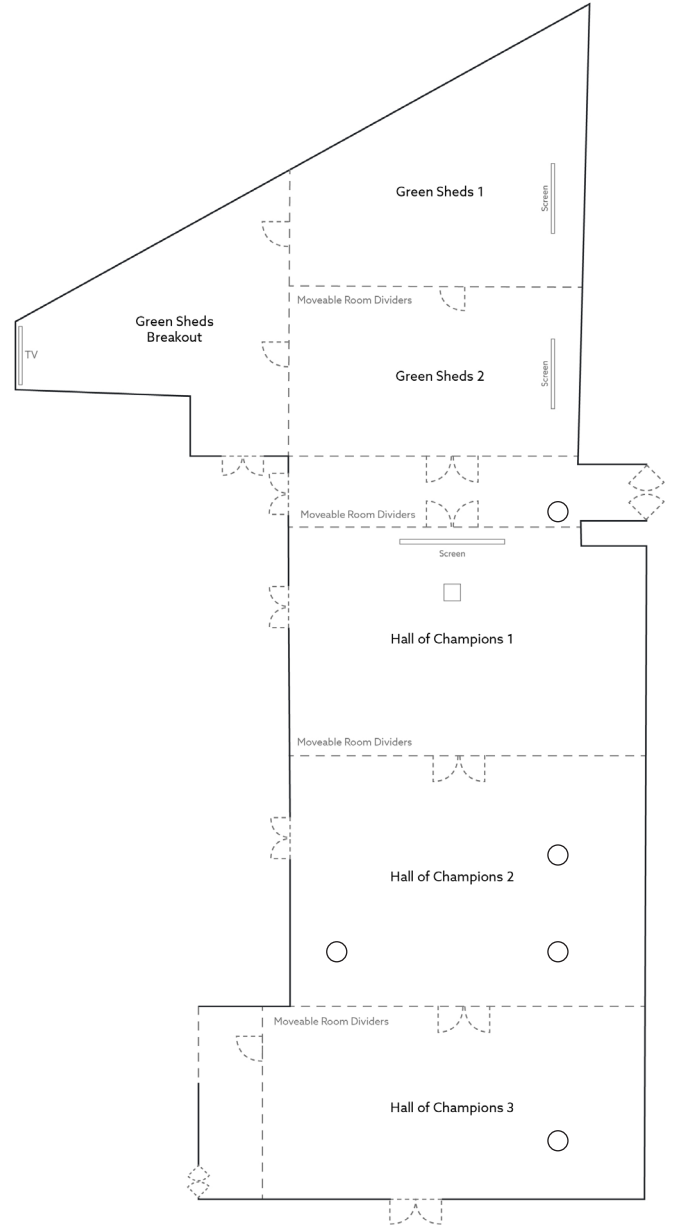 Green Sheds 1
Screen
Moveable Room Dividers
Green Sheds
Breakout
TV
Green Sheds 2
Screen
Moveable Room Dividers
Screen
Hall of Champions 1
Moveable Room Dividers
Hall of Champions 2
Moveable Room Dividers
Hall of Champions 3